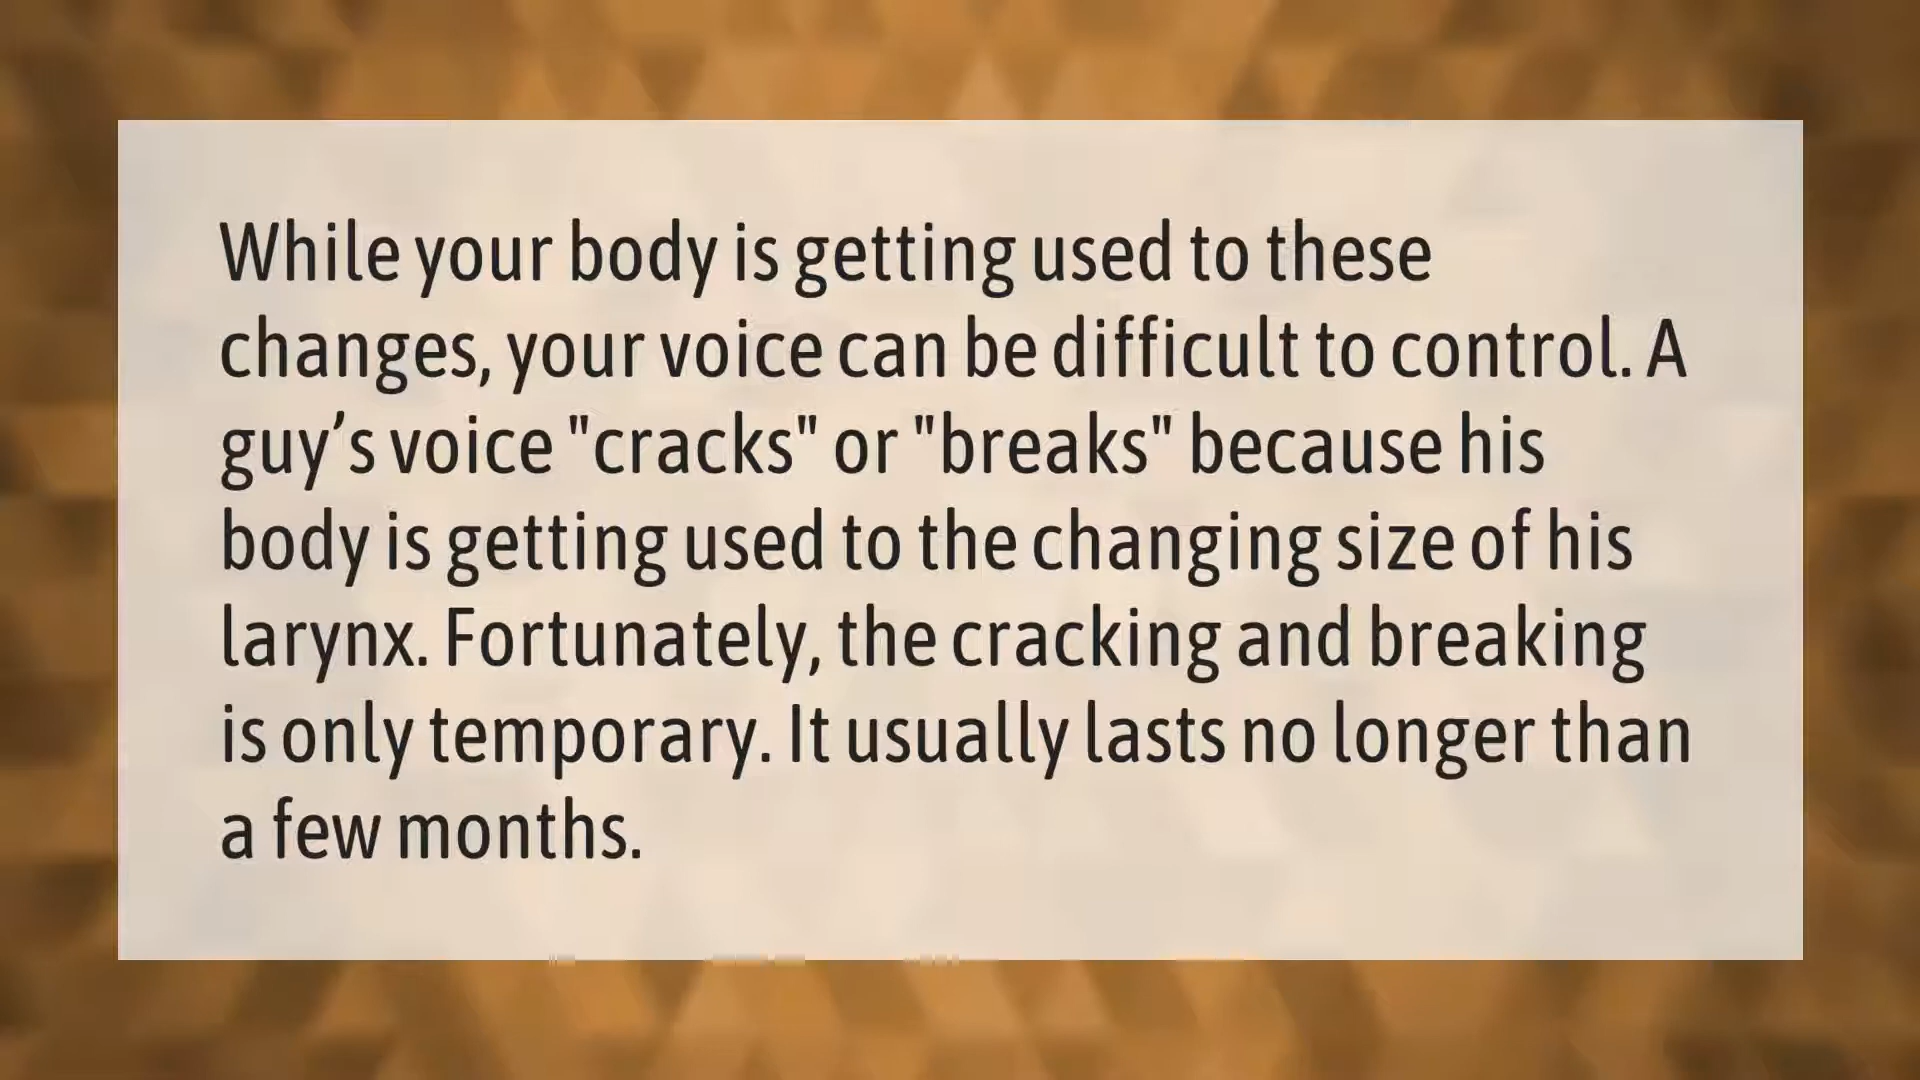 While your body is getting used to these
changes, your voice can be difficult to control. A
guy’s voice "cracks" or "breaks" because his
body is getting used to the changing size of his
larynx. Fortunately, the cracking and breaking
is only temporary. It usually lasts no longer than
a few months.